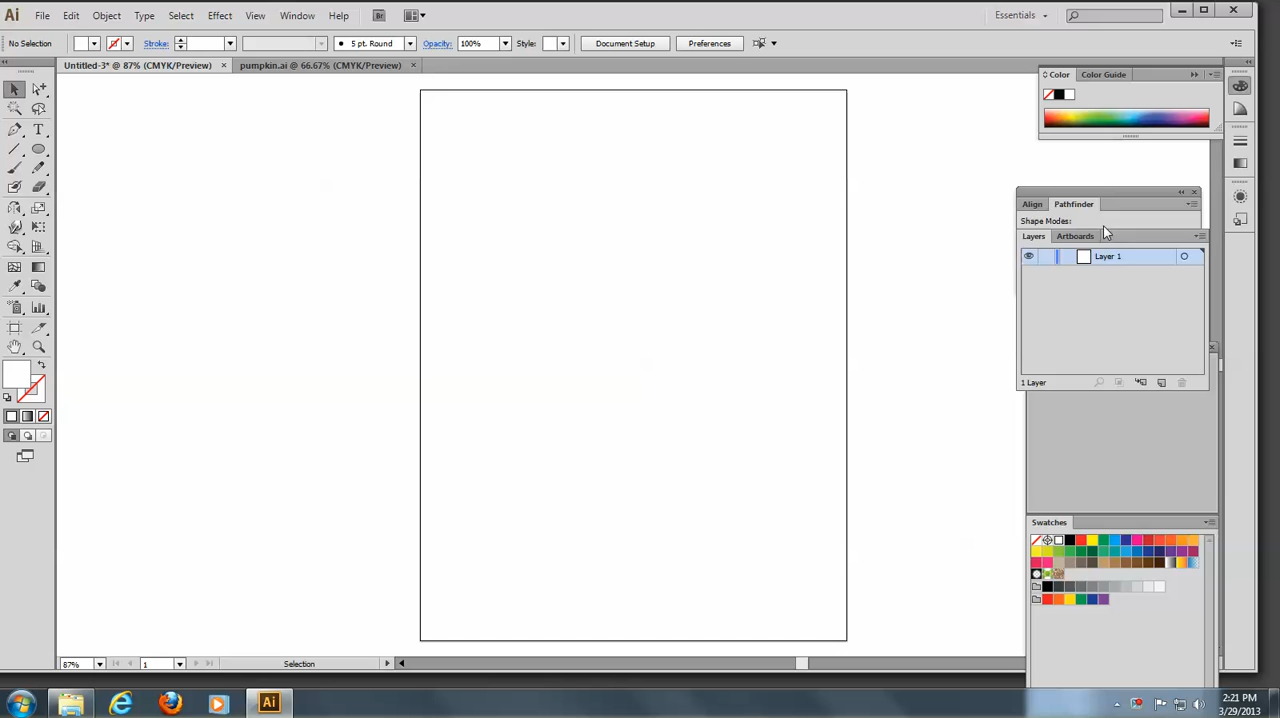 Ai File Edit Object Type Select Effect View Window Help Br Essentials
No Selection Stroke: 5 pt. Round Opacity: 100% Style: Document Setup Preferences
Untitled-3* @ 87% (CMYK/Preview) pumpkin.ai @ 66.67% (CMYK/Preview)
Color Color Guide
Align Pathfinder
Shape Modes:
Layers Artboards
Layer 1
1 Layer
Swatches
T
87% 1 Selection
Ai 2:21 PM
3/29/2013